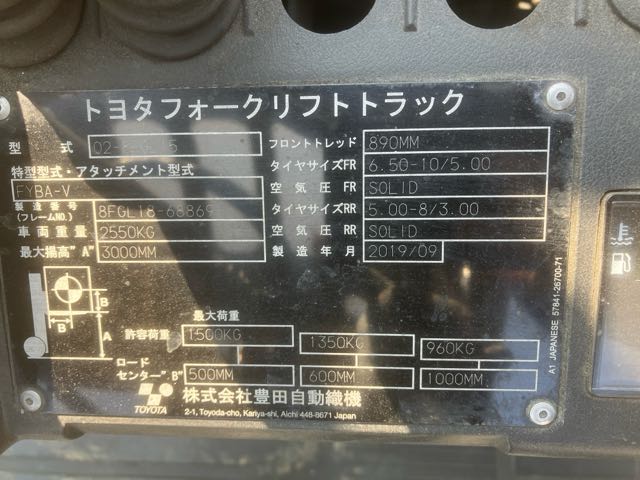 トヨタフォークリフトトラック
型式
フロントトレッド 890MM
特型型式・アタッチメント型式
タイヤサイズFR 6.50-10/5.00
FYBA-V
空気圧 FR SOLID
製造番号 (フレームNO.) 8FGL18-68869
タイヤサイズRR 5.00-8/3.00
車両重量 2550KG
空気圧 RR SOLID
最大揚高"A" 3000MM
製造年月 2019/09
B
B
A
最大荷重
許容荷重 1500KG 1350KG 960KG
ロードセンター"B" 500MM 600MM 1000MM
TOYOTA
株式会社豊田自動織機
2-1, Toyoda-cho, Kariya-shi, Aichi 448-8671 Japan
A1 JAPANESE 57841-26700-71